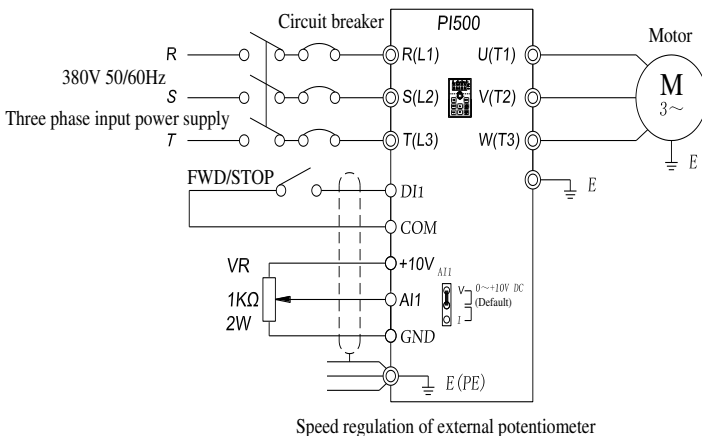 Circuit breaker
PI500
Motor
R
R(L1)
U(T1)
380V 50/60Hz
S
S(L2)
V(T2)
M
3~
Three phase input power supply
T
T(L3)
W(T3)
E
FWD/STOP
DI1
E
COM
VR
+10V
AI1
1KΩ
AI1
V
0~+10V DC
(Default)
2W
I
GND
E (PE)
Speed regulation of external potentiometer